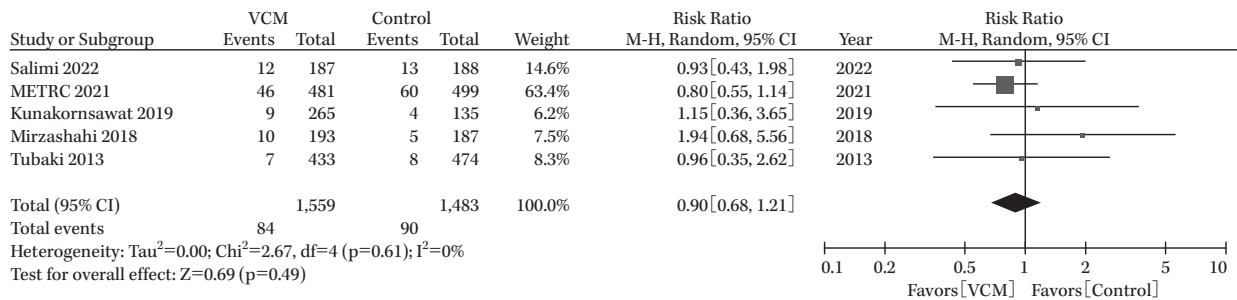 VCM Control Risk Ratio Risk Ratio
Study or Subgroup Events Total Events Total Weight M-H, Random, 95% CI Year M-H, Random, 95% CI
Salimi 2022 12 187 13 188 14.6% 0.93[0.43, 1.98] 2022
METRC 2021 46 481 60 499 63.4% 0.80[0.55, 1.14] 2021
Kunakornsawat 2019 9 265 4 135 6.2% 1.15[0.36, 3.65] 2019
Mirzashahi 2018 10 193 5 187 7.5% 1.94[0.68, 5.56] 2018
Tubaki 2013 7 433 8 474 8.3% 0.96[0.35, 2.62] 2013
Total (95% CI) 1,559 1,483 100.0% 0.90[0.68, 1.21]
Total events 84 90
Heterogeneity: Tau²=0.00; Chi²=2.67, df=4 (p=0.61); I²=0%
Test for overall effect: Z=0.69 (p=0.49)
0.1 0.2 0.5 1 2 5 10
Favors[VCM] Favors[Control]